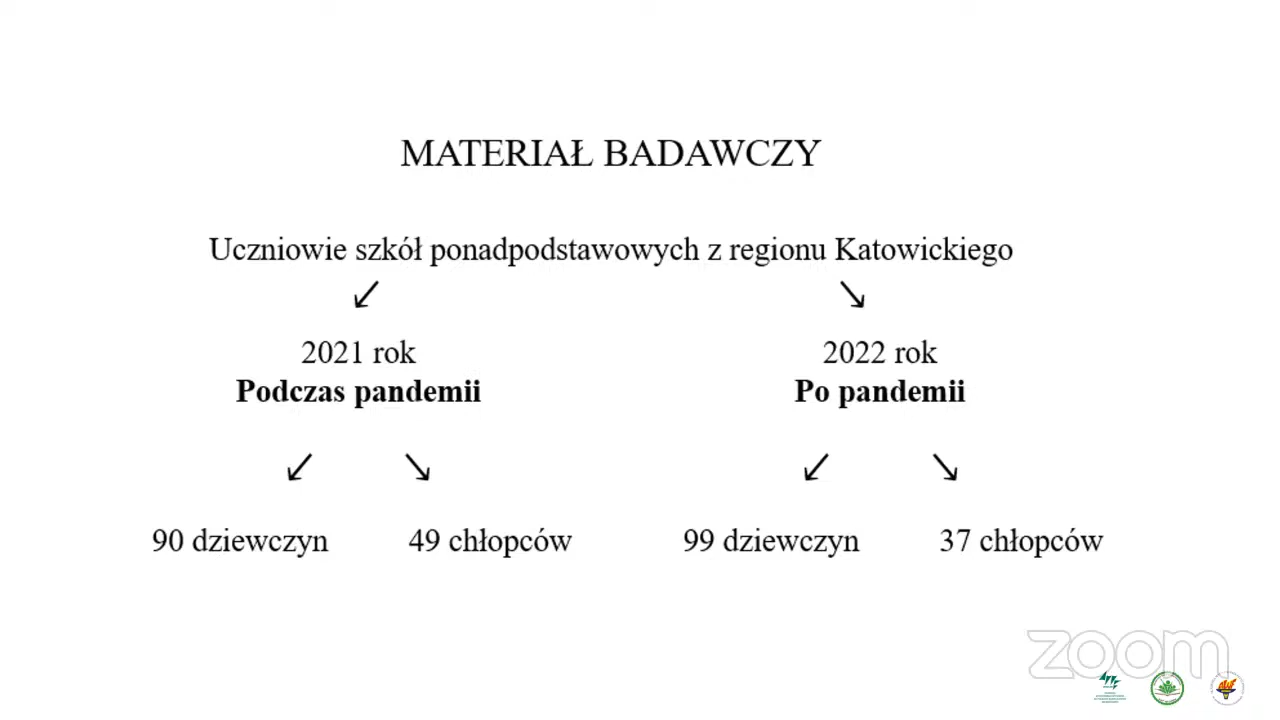 MATERIAŁ BADAWCZY
Uczniowie szkół ponadpodstawowych z regionu Katowickiego
2021 rok
2022 rok
Podczas pandemii
Po pandemii
90 dziewczyn
49 chłopców
99 dziewczyn
37 chłopców
zoom